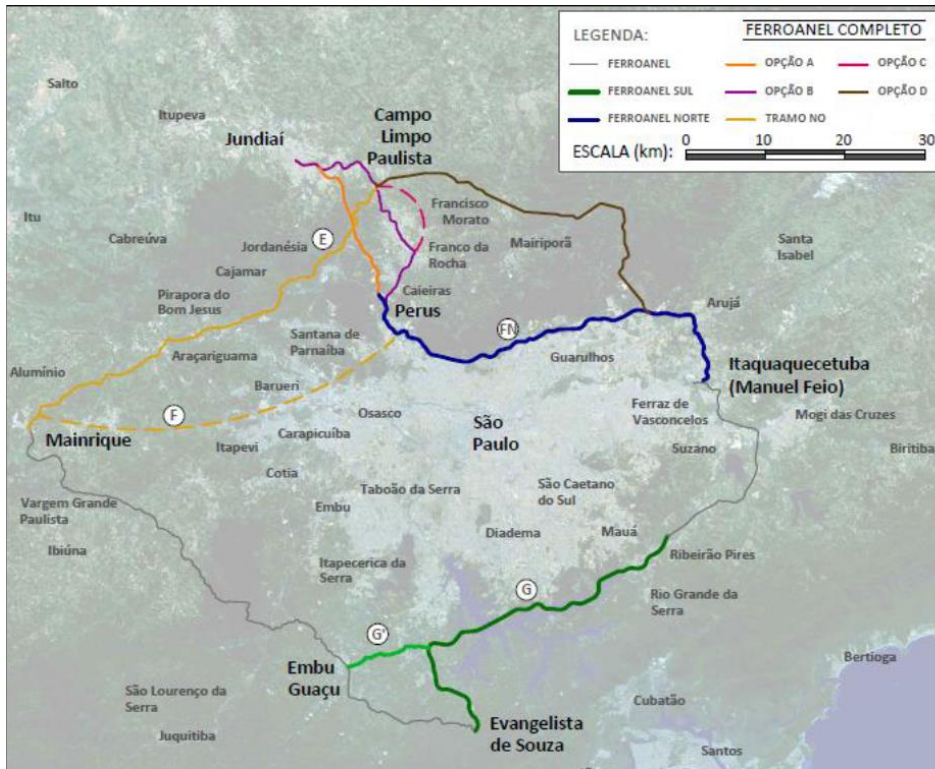 LEGENDA:
FERROANEL COMPLETO
FERROANEL
OPÇÃO A
OPÇÃO C
FERROANEL SUL
OPÇÃO B
OPÇÃO D
FERROANEL NORTE
TRAMO NO
ESCALA (km):
0 10 20 30
Salto
Itupeva
Campo
Limpo
Paulista
Jundiaí
Francisco
Morato
Itu
Cabreúva
Jordanésia
E
Mairiporã
Franco da
Rocha
Santa
Isabel
Cajamar
Pirapora do
Bom Jesus
Caieiras
Perus
Arujá
FN
Santana de
Parnaíba
Araçariguama
Guarulhos
Alumínio
Barueri
Itaquaquecetuba
(Manuel Feio)
F
Osasco
Ferraz de
Vasconcelos
Mogi das Cruzes
Mainrique
Carapicuíba
São
Paulo
Itapevi
Suzano
Biritiba
Cotia
Taboão da Serra
São Caetano
do Sul
Vargem Grande
Paulista
Embu
Diadema
Mauá
Ibiúna
Ribeirão Pires
Itapecerica da
Serra
G
Rio Grande da
Serra
G'
Embu
Guaçu
Bertioga
São Lourenço da
Serra
Cubatão
Evangelista
de Souza
Juquitiba
Santos